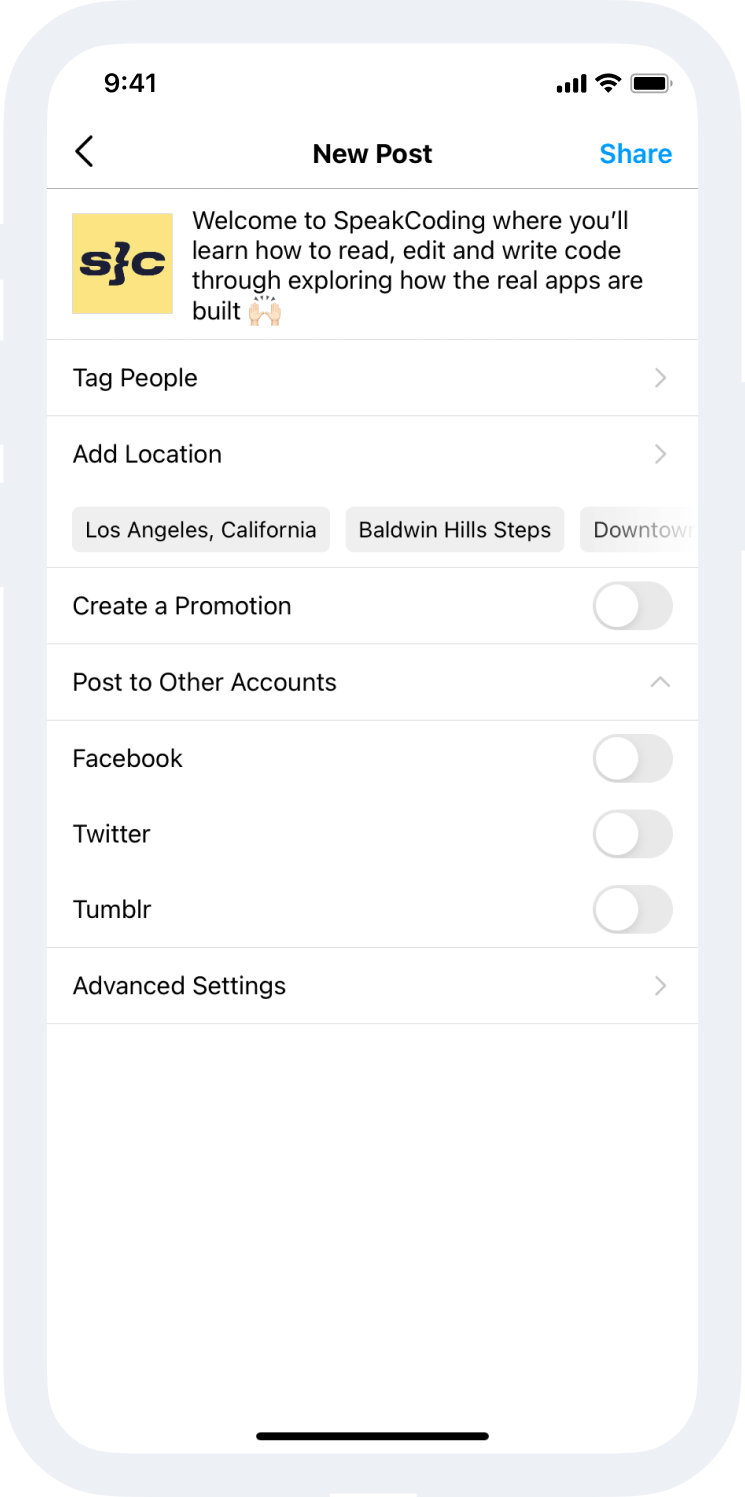 9:41
New Post
Share
s}c
Welcome to SpeakCoding where you’ll
learn how to read, edit and write code
through exploring how the real apps are
built 🙌🏻
Tag People
Add Location
Los Angeles, California
Baldwin Hills Steps
Downtown
Create a Promotion
Post to Other Accounts
Facebook
Twitter
Tumblr
Advanced Settings